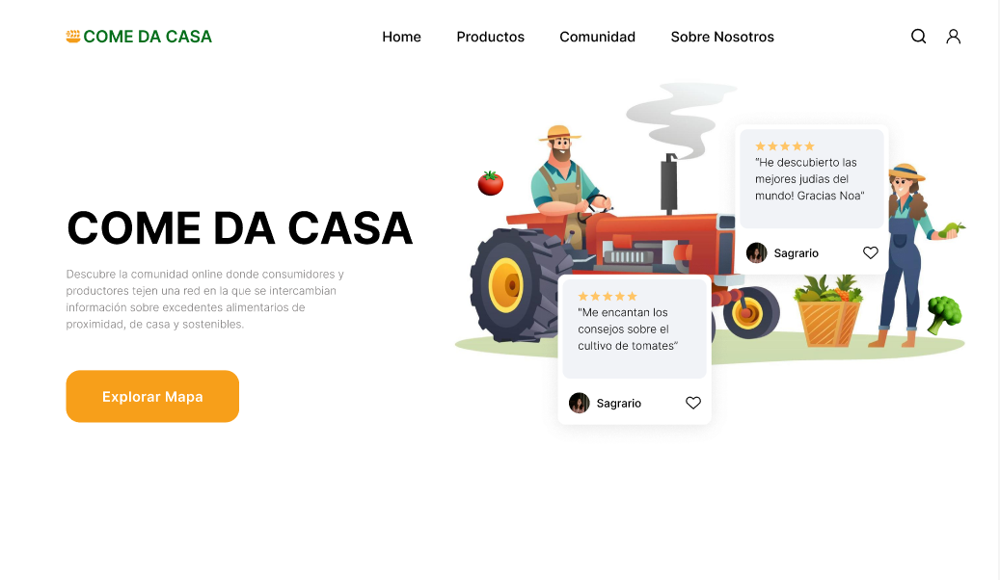 COME DA CASA
Home
Productos
Comunidad
Sobre Nosotros
COME DA CASA
Descubre la comunidad online donde consumidores y
productores tejen una red en la que se intercambian
información sobre excedentes alimentarios de
proximidad, de casa y sostenibles.
Explorar Mapa
"He descubierto las
mejores judias del
mundo! Gracias Noa"
Sagrario
"Me encantan los
consejos sobre el
cultivo de tomates"
Sagrario